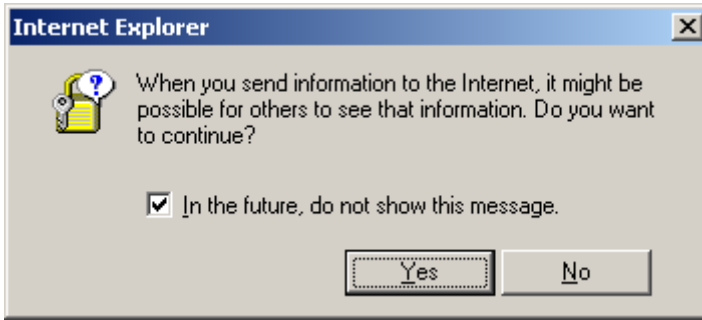 Internet Explorer
When you send information to the Internet, it might be
possible for others to see that information. Do you want
to continue?
In the future, do not show this message.
Yes No